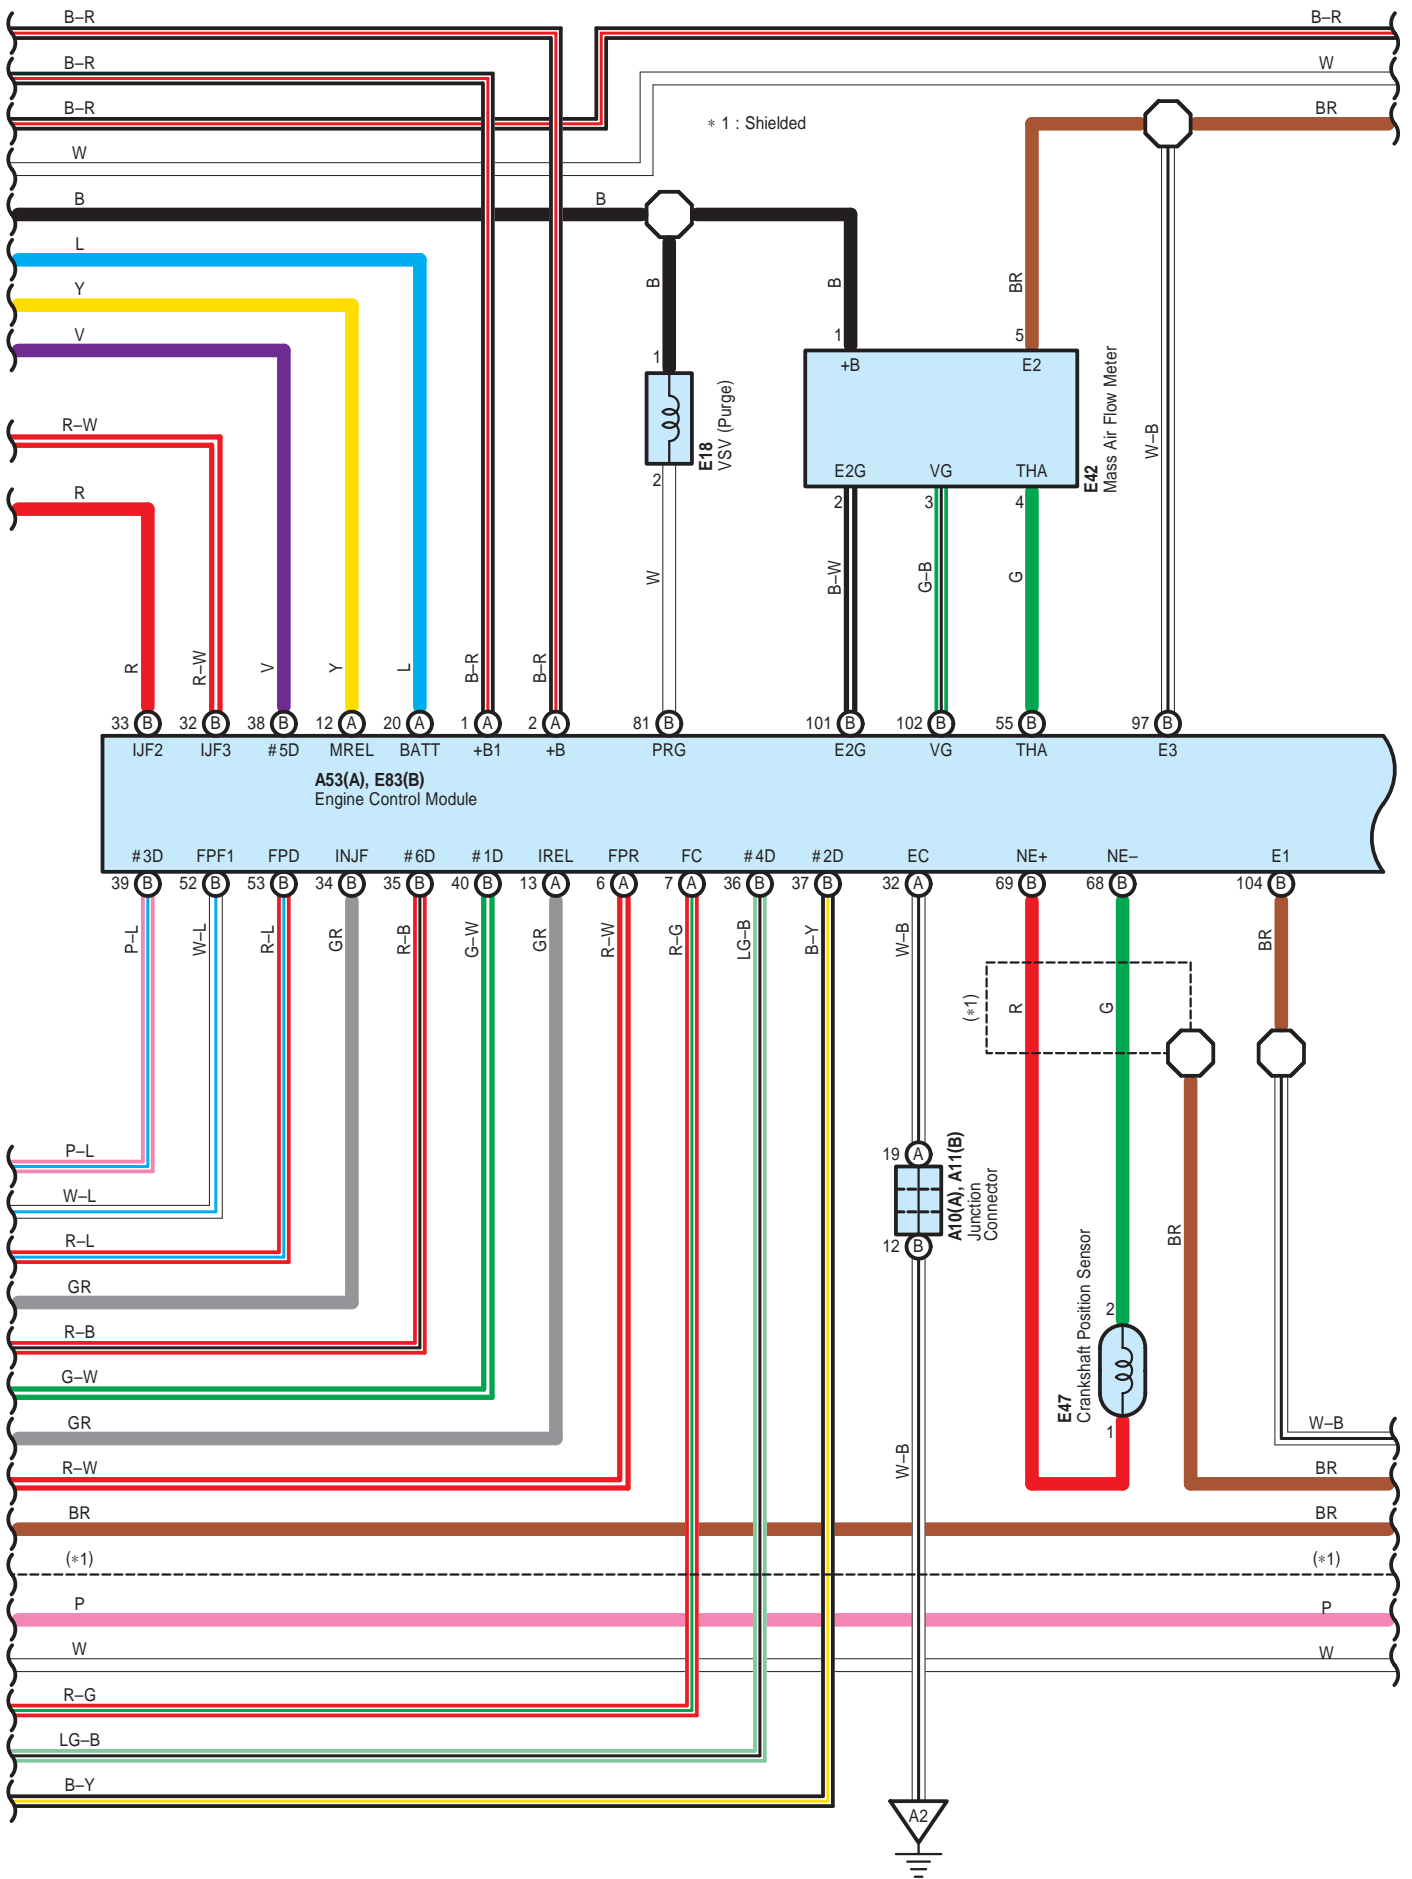 B–R
B–R
B–R
W
B–R
W
BR
∗ 1 : Shielded
B
B
L
Y
V
R–W
R
B
B
BR
1
1
5
+B
E2
E18
VSV (Purge)
2
E2G
VG
THA
E42
Mass Air Flow Meter
2
3
4
W–B
R
R–W
V
Y
L
B–R
B–R
W
B–W
G–B
G
33 B
32 B
38 B
12 A
20 A
1 A
2 A
81 B
101 B
102 B
55 B
97 B
IJF2
IJF3
#5D
MREL
BATT
+B1
+B
PRG
E2G
VG
THA
E3
A53(A), E83(B)
Engine Control Module
#3D
FPF1
FPD
INJF
#6D
#1D
IREL
FPR
FC
#4D
#2D
EC
NE+
NE–
E1
39 B
52 B
53 B
34 B
35 B
40 B
13 A
6 A
7 A
36 B
37 B
32 A
69 B
68 B
104 B
P–L
W–L
R–L
GR
R–B
G–W
GR
R–W
R–G
LG–B
B–Y
W–B
(∗1)
R
G
BR
19 A
A10(A), A11(B)
Junction
Connector
12 B
BR
2
E47
Crankshaft Position Sensor
1
W–B
P–L
W–L
R–L
GR
R–B
G–W
GR
R–W
BR
(∗1)
P
W
R–G
LG–B
B–Y
W–B
BR
BR
(∗1)
P
W
A2